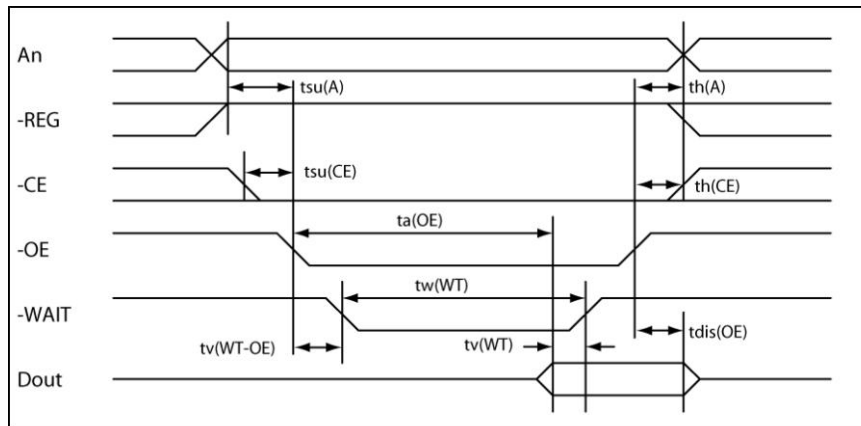 An
tsu(A)
th(A)
-REG
-CE
tsu(CE)
th(CE)
ta(OE)
-OE
tw(WT)
-WAIT
tv(WT-OE)
tv(WT)
tdis(OE)
Dout